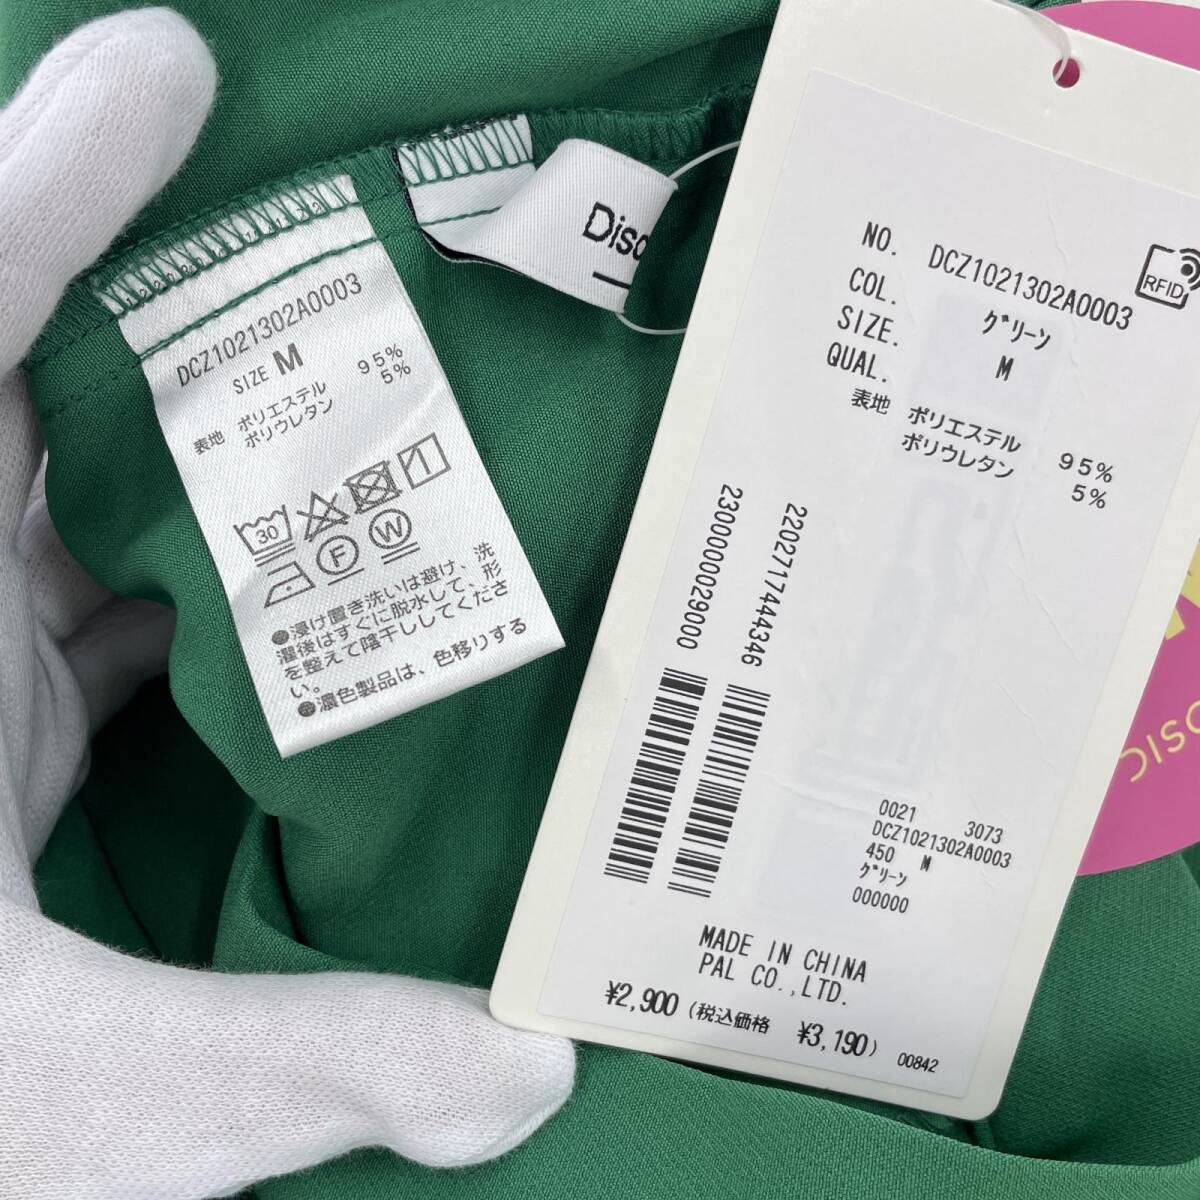 DCZ1021302A0003
SIZE M
表地 ポリエステル 95%
ポリウレタン 5%
30
F W
●浸け置き洗いは避け、洗
濯後はすぐに脱水して、形
を整えて陰干ししてくださ
い。
●濃色製品は、色移りする
Disc
NO. DCZ1021302A0003
COL. グリーン
SIZE. M
QUAL.
表地 ポリエステル 95%
ポリウレタン 5%
RFID
2202717444346
2300000029000
0021 3073
DCZ1021302A0003
450 M
グリーン
000000
MADE IN CHINA
PAL CO.,LTD.
¥2,900 (税込価格 ¥3,190)
00842